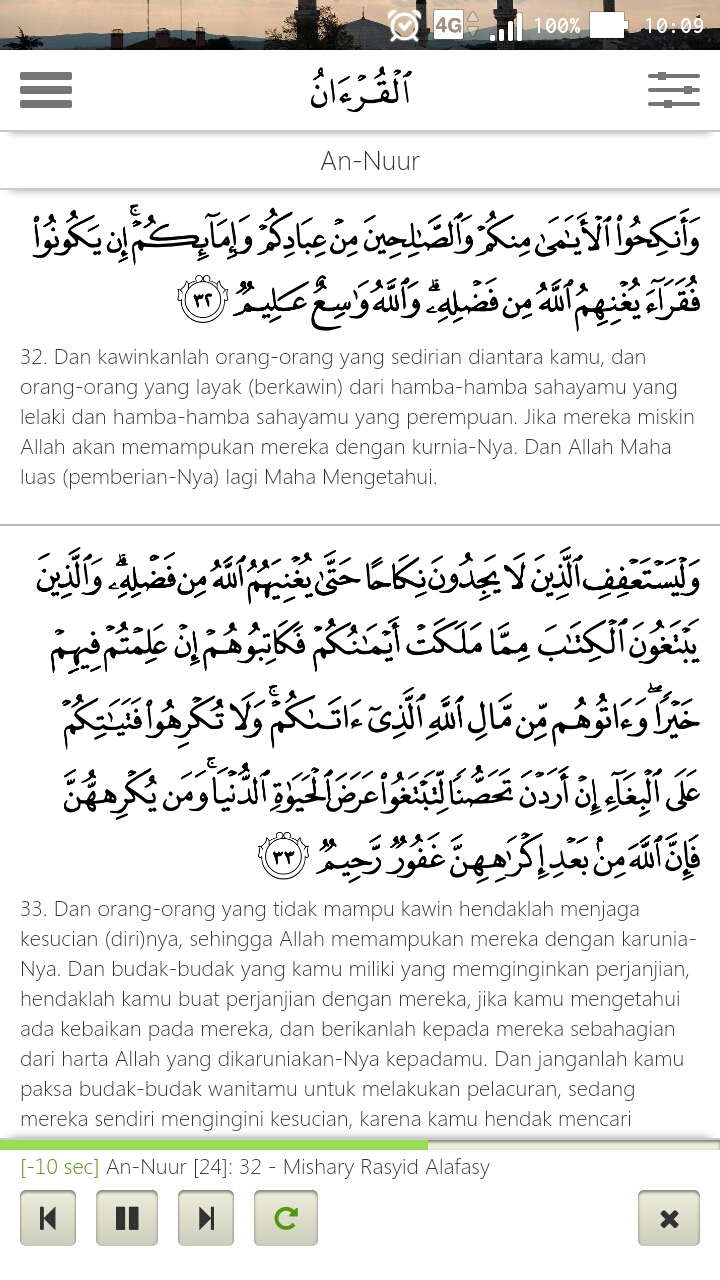 4G 100% 10:09
ٱلْقُرْءَانُ
An-Nuur
وَأَنكِحُوا۟ ٱلْأَيَـٰمَىٰ مِنكُمْ وَٱلصَّـٰلِحِينَ مِنْ عِبَادِكُمْ وَإِمَآئِكُمْ ۚ إِن يَكُونُوا۟
فُقَرَآءَ يُغْنِهِمُ ٱللَّهُ مِن فَضْلِهِۦ ۗ وَٱللَّهُ وَٰسِعٌ عَلِيمٌ ٣٢
32. Dan kawinkanlah orang-orang yang sedirian diantara kamu, dan
orang-orang yang layak (berkawin) dari hamba-hamba sahayamu yang
lelaki dan hamba-hamba sahayamu yang perempuan. Jika mereka miskin
Allah akan memampukan mereka dengan kurnia-Nya. Dan Allah Maha
luas (pemberian-Nya) lagi Maha Mengetahui.
وَلْيَسْتَعْفِفِ ٱلَّذِينَ لَا يَجِدُونَ نِكَاحًا حَتَّىٰ يُغْنِيَهُمُ ٱللَّهُ مِن فَضْلِهِۦ ۗ وَٱلَّذِينَ
يَبْتَغُونَ ٱلْكِتَـٰبَ مِمَّا مَلَكَتْ أَيْمَـٰنُكُمْ فَكَاتِبُوهُمْ إِنْ عَلِمْتُمْ فِيهِمْ
خَيْرًا ۖ وَءَاتُوهُم مِّن مَّالِ ٱللَّهِ ٱلَّذِىٓ ءَاتَىٰكُمْ ۚ وَلَا تُكْرِهُوا۟ فَتَيَـٰتِكُمْ
عَلَى ٱلْبِغَآءِ إِنْ أَرَدْنَ تَحَصُّنًا لِّتَبْتَغُوا۟ عَرَضَ ٱلْحَيَوٰةِ ٱلدُّنْيَا ۚ وَمَن يُكْرِههُّنَّ
فَإِنَّ ٱللَّهَ مِنۢ بَعْدِ إِكْرَٰهِهِنَّ غَفُورٌ رَّحِيمٌ ٣٣
33. Dan orang-orang yang tidak mampu kawin hendaklah menjaga
kesucian (diri)nya, sehingga Allah memampukan mereka dengan karunia-
Nya. Dan budak-budak yang kamu miliki yang memginginkan perjanjian,
hendaklah kamu buat perjanjian dengan mereka, jika kamu mengetahui
ada kebaikan pada mereka, dan berikanlah kepada mereka sebahagian
dari harta Allah yang dikaruniakan-Nya kepadamu. Dan janganlah kamu
paksa budak-budak wanitamu untuk melakukan pelacuran, sedang
mereka sendiri mengingini kesucian, karena kamu hendak mencari
[-10 sec] An-Nuur [24]: 32 - Mishary Rasyid Alafasy